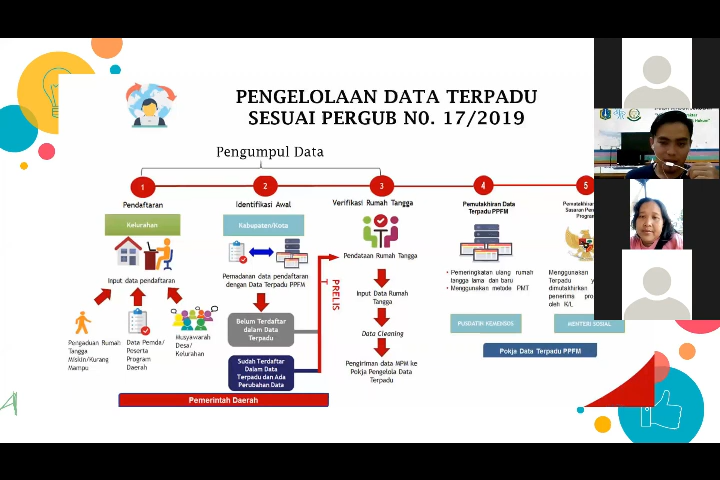 PENGELOLAAN DATA TERPADU
SESUAI PERGUB N0. 17/2019
Pengumpul Data
1
2
3
4
5
Pendaftaran
Identifikasi Awal
Verifikasi Rumah Tangga
Pemutakhiran Data
Terpadu PPFM
Pemutakhiran
Sasaran
Program
Kelurahan
Kabupaten/Kota
Input data pendaftaran
Pemadanan data pendaftaran
dengan Data Terpadu PPFM
Pendataan Rumah Tangga
• Pemeringkatan ulang rumah
tangga lama dan baru
• Menggunakan metode PMT
Menggunakan
Terpadu
dimutakhirkan
penerima
oleh K/L
PRELIS
T
Input Data Rumah
Tangga
Data Cleaning
Pengiriman data MPM ke
Pokja Pengelola Data
Terpadu
Belum Terdaftar
dalam Data
Terpadu
Sudah Terdaftar
Dalam Data
Terpadu dan Ada
Perubahan Data
Pengaduan Rumah
Tangga
Miskin/Kurang
Mampu
Data Pemda/
Peserta
Program
Daerah
Musyawarah
Desa/
Kelurahan
PUSDATIN KEMENSOS
MENTERI SOSIAL
Pokja Data Terpadu PPFM
Pemerintah Daerah